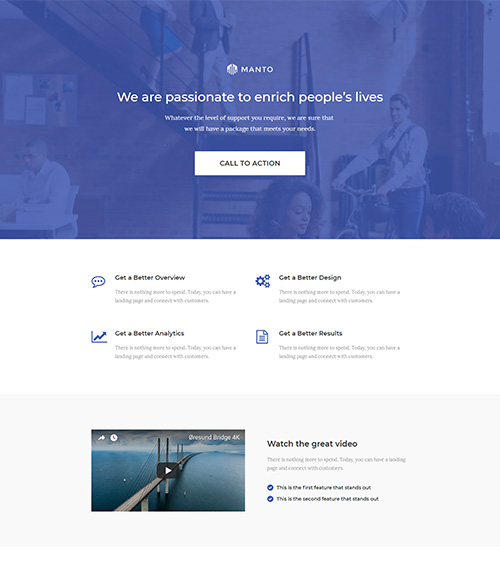 MANTO
We are passionate to enrich people's lives
Whatever the level of support you require, we are sure that
we will have a package that meets your needs.
CALL TO ACTION
Get a Better Overview
There is nothing more to spend. Today, you can have a
landing page and connect with customers.
Get a Better Design
There is nothing more to spend. Today, you can have a
landing page and connect with customers.
Get a Better Analytics
There is nothing more to spend. Today, you can have a
landing page and connect with customers.
Get a Better Results
There is nothing more to spend. Today, you can have a
landing page and connect with customers.
Øresund Bridge 4K
Watch the great video
There is nothing more to spend. Today, you can have a landing
page and connect with customers.
This is the first feature that stands out
This is the second feature that stands out